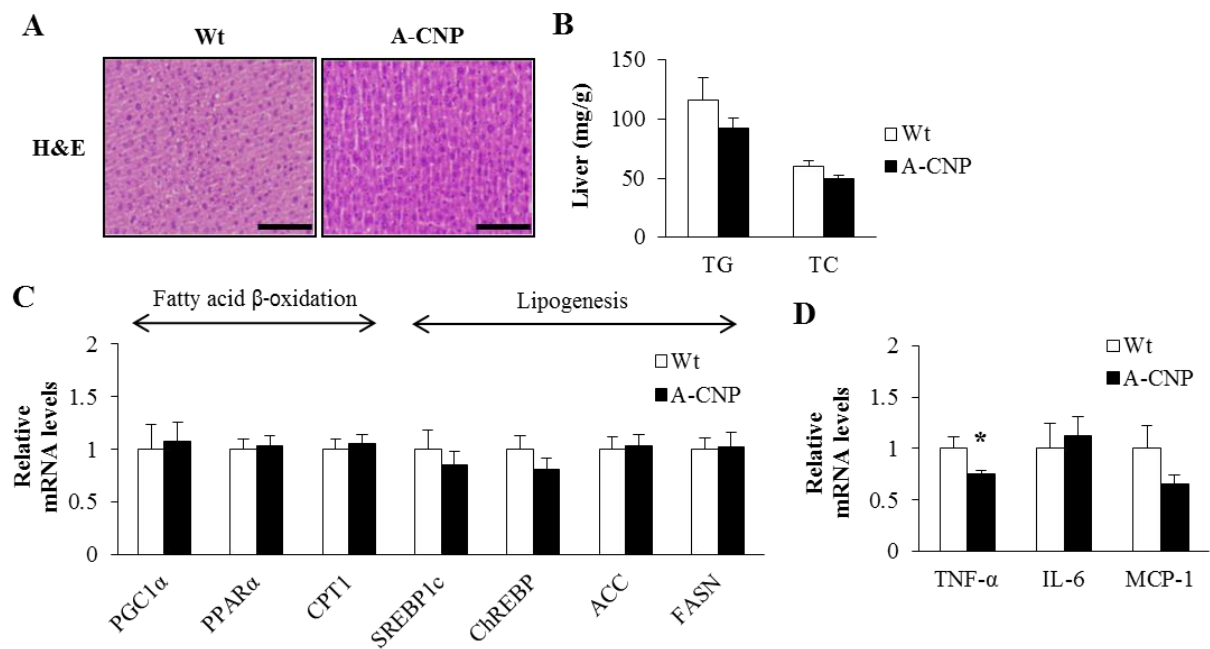 A
Wt
A-CNP
H&E
B
Liver (mg/g)
150
100
50
0
TG
TC
Wt
A-CNP
C
Fatty acid β-oxidation
Lipogenesis
Relative
mRNA levels
2
1.5
1
0.5
0
Wt
A-CNP
PGC1α
PPARα
CPT1
SREBP1c
ChREBP
ACC
FASN
D
Relative
mRNA levels
2
1.5
1
0.5
0
Wt
A-CNP
*
TNF-α
IL-6
MCP-1